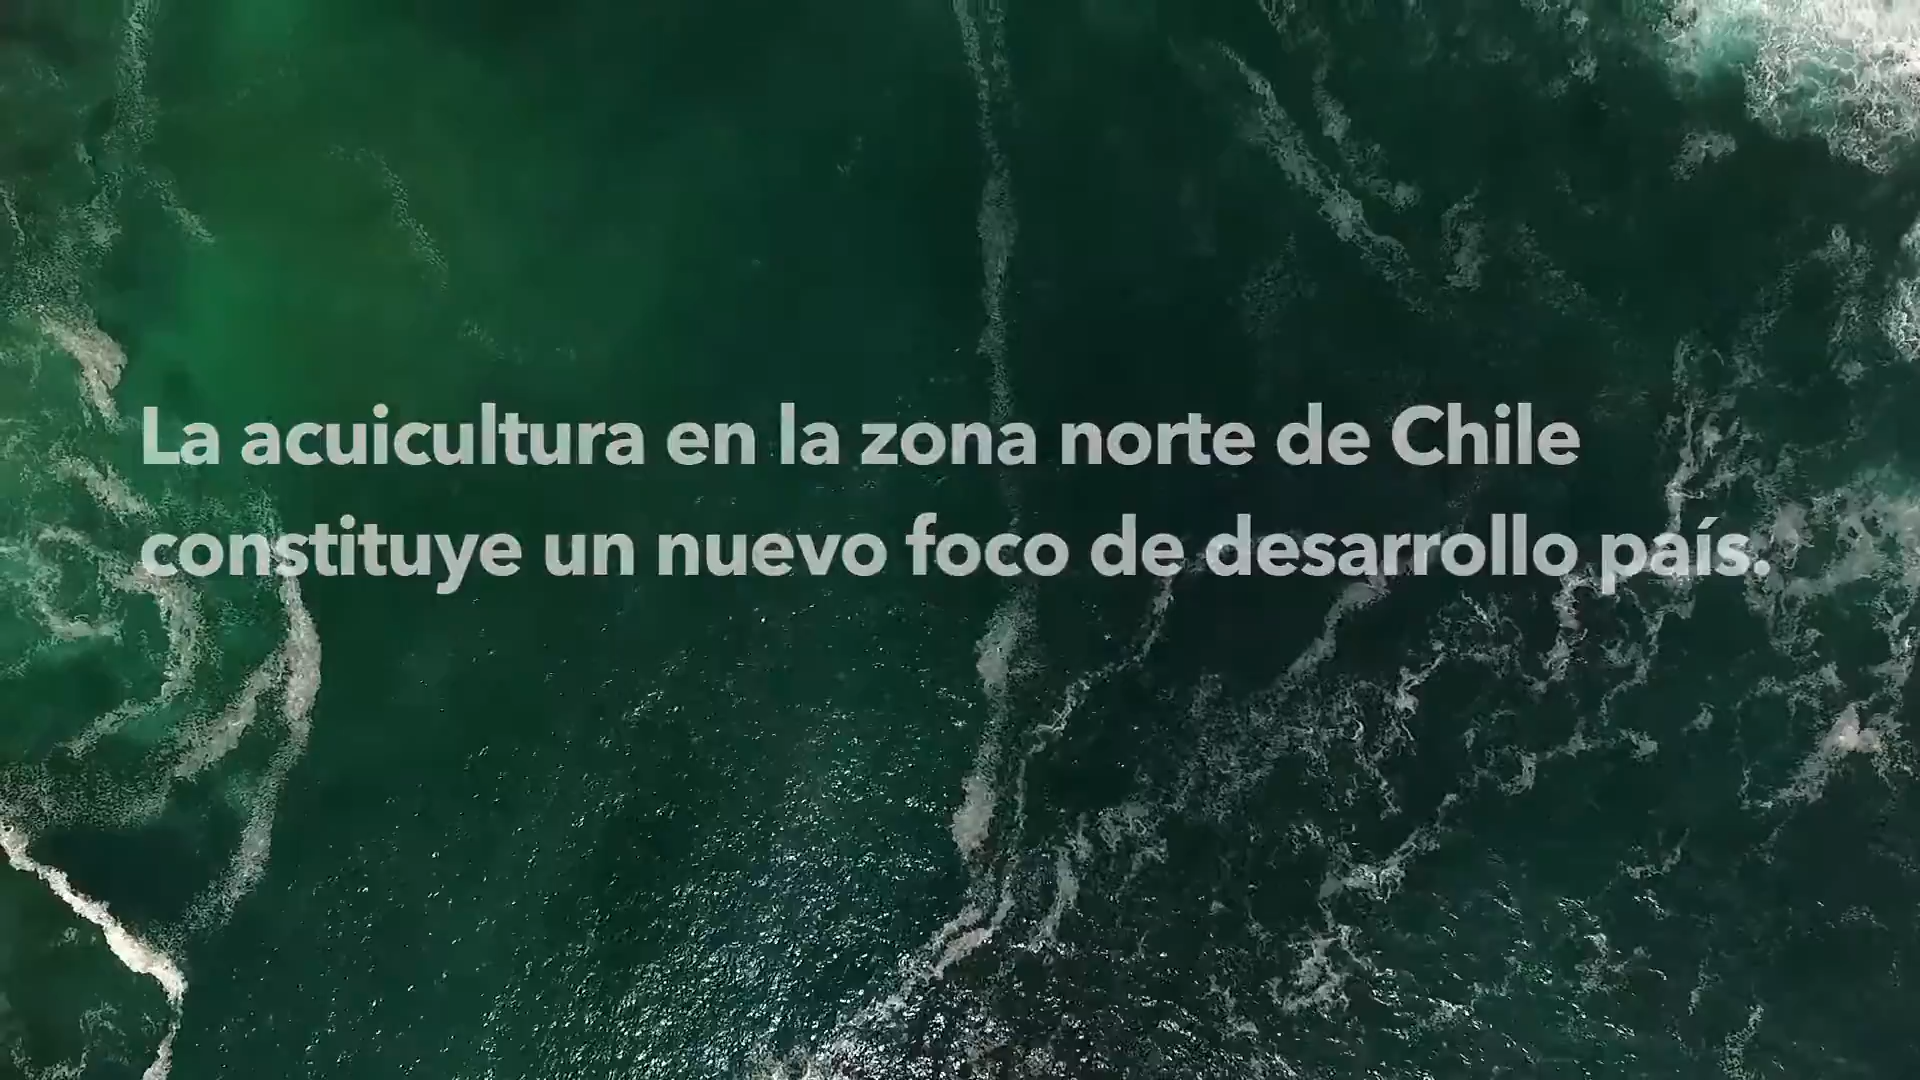 La acuicultura en la zona norte de Chile
constituye un nuevo foco de desarrollo país.